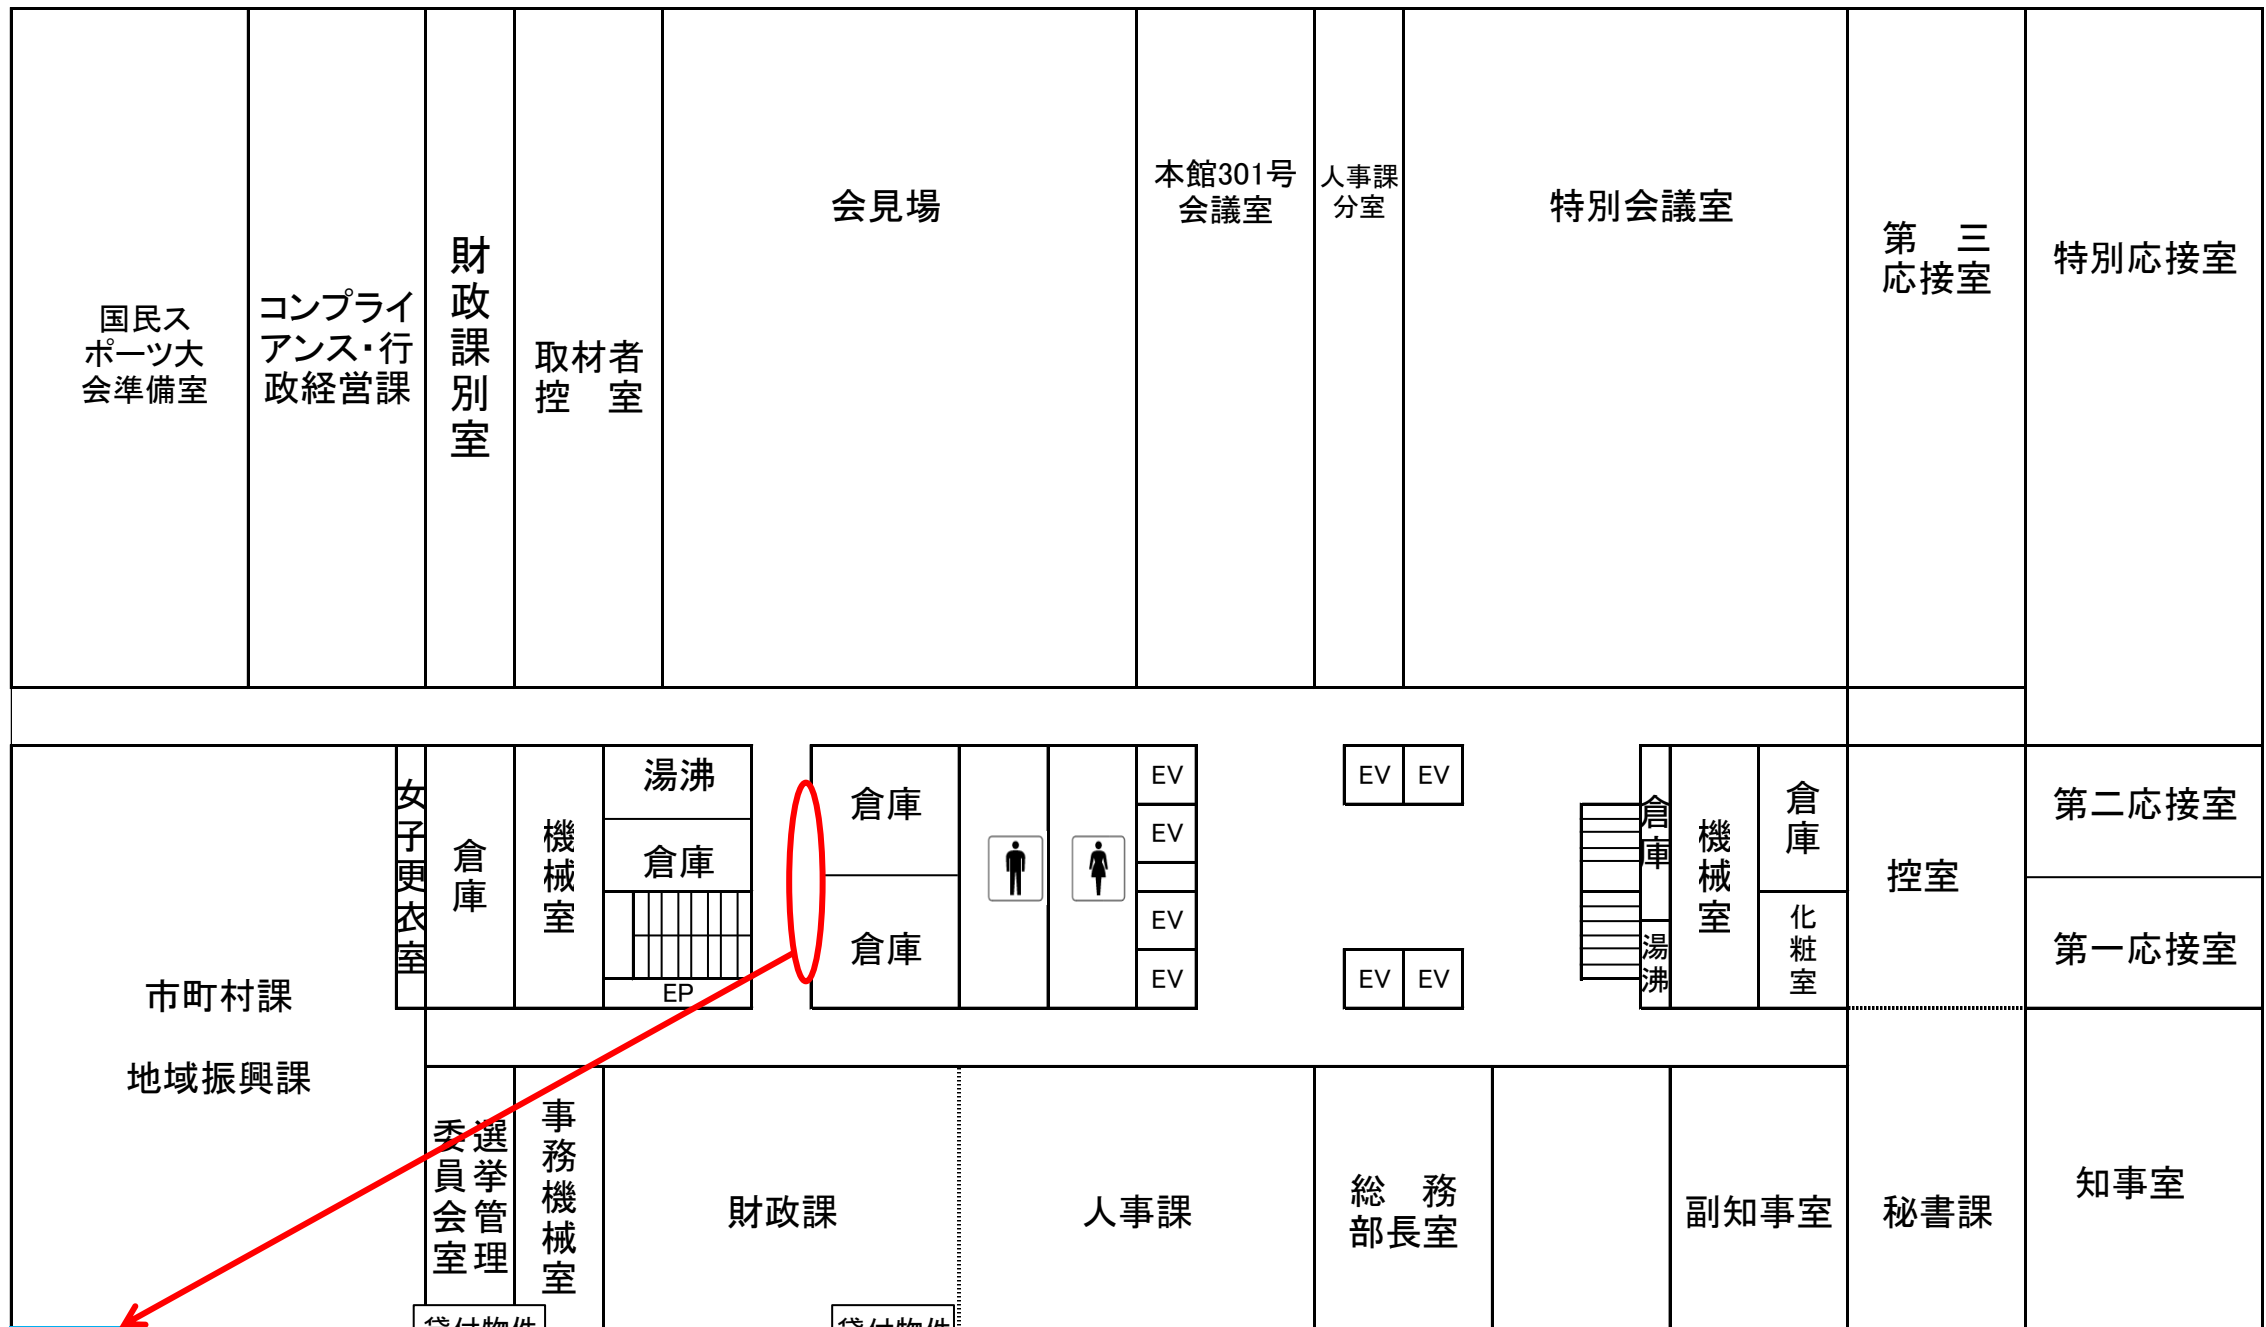 国民ス
ポーツ大
会準備室
コンプライ
アンス・行
政経営課
財政課別室
取材者
控　室
会見場
本館301号
会議室
人事課
分室
特別会議室
第　三
応接室
特別応接室
女子更衣室
倉庫
機械室
湯沸
倉庫
EP
倉庫
倉庫
EV
EV
EV
EV
EV
EV
EV
EV
倉庫
湯沸
機械室
倉庫
化粧室
控室
第二応接室
第一応接室
市町村課
地域振興課
選挙管理
委員会室
事務機械室
財政課
人事課
総　務
部長室
副知事室
秘書課
知事室
貸付物件
貸付物件